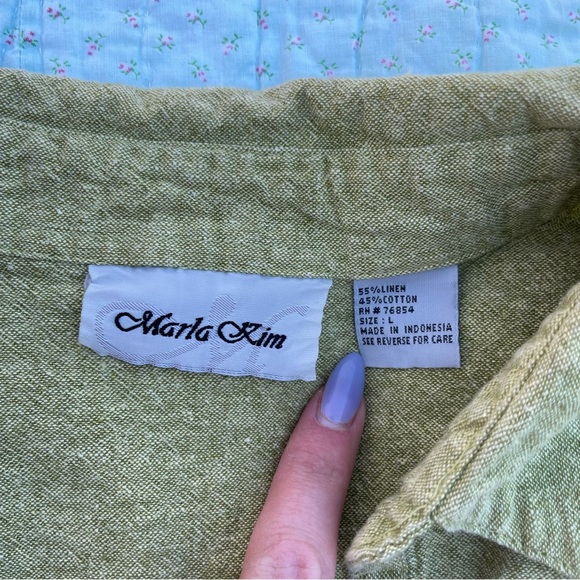 Marla Kim
55% LINEN
45% COTTON
RN # 76854
SIZE : L
MADE IN INDONESIA
SEE REVERSE FOR CARE